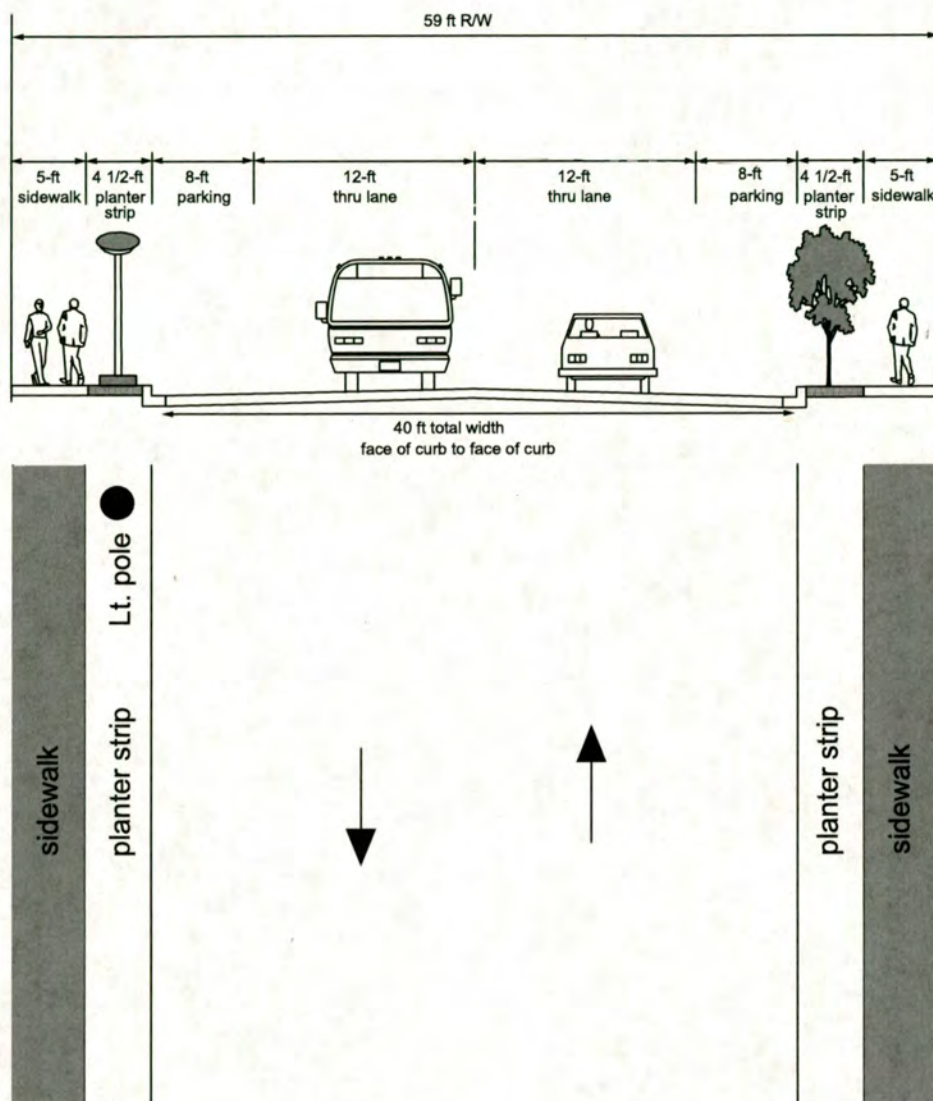 59 ft R/W
5-ft
sidewalk
4 1/2-ft
planter
strip
8-ft
parking
12-ft
thru lane
12-ft
thru lane
8-ft
parking
4 1/2-ft
planter
strip
5-ft
sidewalk
40 ft total width
face of curb to face of curb
Lt. pole
sidewalk
planter strip
planter strip
sidewalk